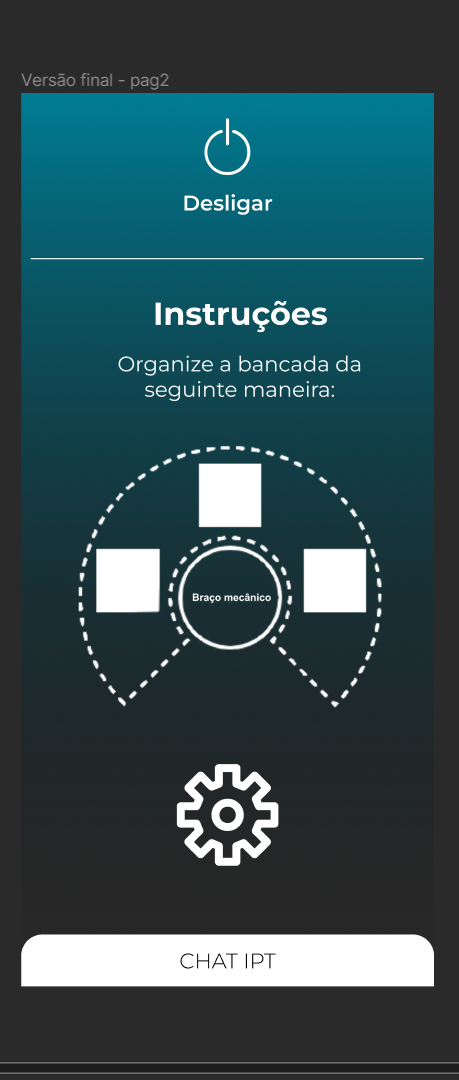 Versão final - pag2
Desligar
Instruções
Organize a bancada da
seguinte maneira:
Braço mecânico
CHAT IPT